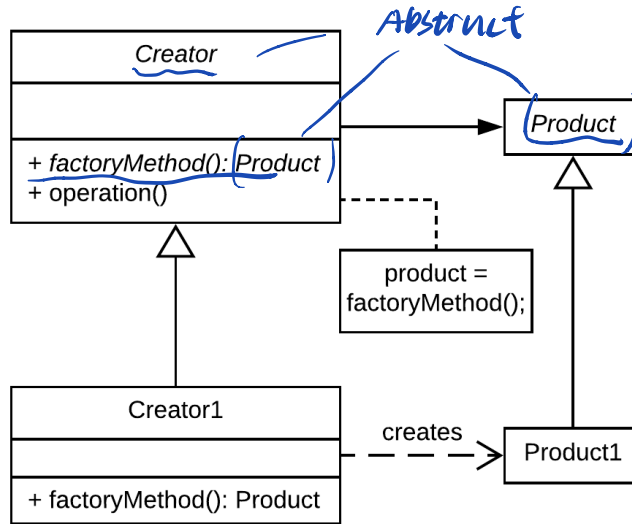 Abstruct
Creator
Product
+ factoryMethod(): Product
+ operation()
product =
factoryMethod();
Creator1
creates
Product1
+ factoryMethod(): Product